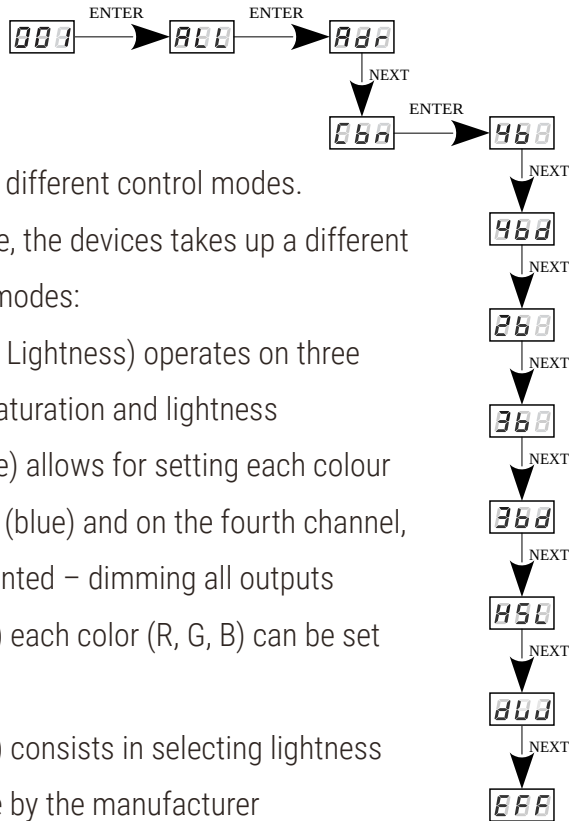 ENTER ENTER
001 ALL Adr
NEXT
ENTER
Cbn 4b
different control modes. NEXT
e, the devices takes up a different 4bd
NEXT
modes:
2b
Lightness) operates on three NEXT
aturation and lightness 3b
e) allows for setting each colour NEXT
(blue) and on the fourth channel, 3bd
nted – dimming all outputs NEXT
HSL
) each color (R, G, B) can be set NEXT
) consists in selecting lightness NEXT
e by the manufacturer EFF